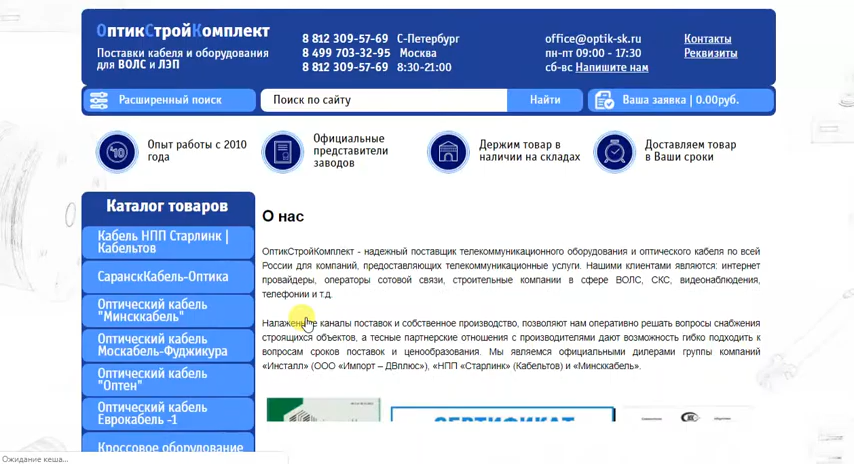 ОптикСтройКомплект
Поставки кабеля и оборудования
для ВОЛС и ЛЭП
8 812 309-57-69 С-Петербург
8 499 703-32-95 Москва
8 812 309-57-69 8:30-21:00
office@optik-sk.ru
пн-пт 09:00 - 17:30
сб-вс Напишите нам
Контакты
Реквизиты
Расширенный поиск
Поиск по сайту
Найти
Ваша заявка | 0.00руб.
'10
Опыт работы с 2010
года
Официальные
представители
заводов
Держим товар в
наличии на складах
Доставляем товар
в Ваши сроки
Каталог товаров
Кабель НПП Старлинк |
Кабельтов
СаранскКабель-Оптика
Оптический кабель
"Минсккабель"
Оптический кабель
Москабель-Фуджикура
Оптический кабель
"Оптен"
Оптический кабель
Еврокабель -1
Кроссовое оборудование
О нас
ОптикСтройКомплект - надежный поставщик телекоммуникационного оборудования и оптического кабеля по всей
России для компаний, предоставляющих телекоммуникационные услуги. Нашими клиентами являются: интернет
провайдеры, операторы сотовой связи, строительные компании в сфере ВОЛС, СКС, видеонаблюдения,
телефонии и т.д.
Налаженные каналы поставок и собственное производство, позволяют нам оперативно решать вопросы снабжения
строящихся объектов, а тесные партнерские отношения с производителями дают возможность гибко подходить к
вопросам сроков поставок и ценообразования. Мы являемся официальными дилерами группы компаний
«Инсталл» (ООО «Импорт – ДВплюс»), «НПП «Старлинк» (Кабельтов) и «Минсккабель».
СЕРТИФИКАТ
Ожидание кеша...